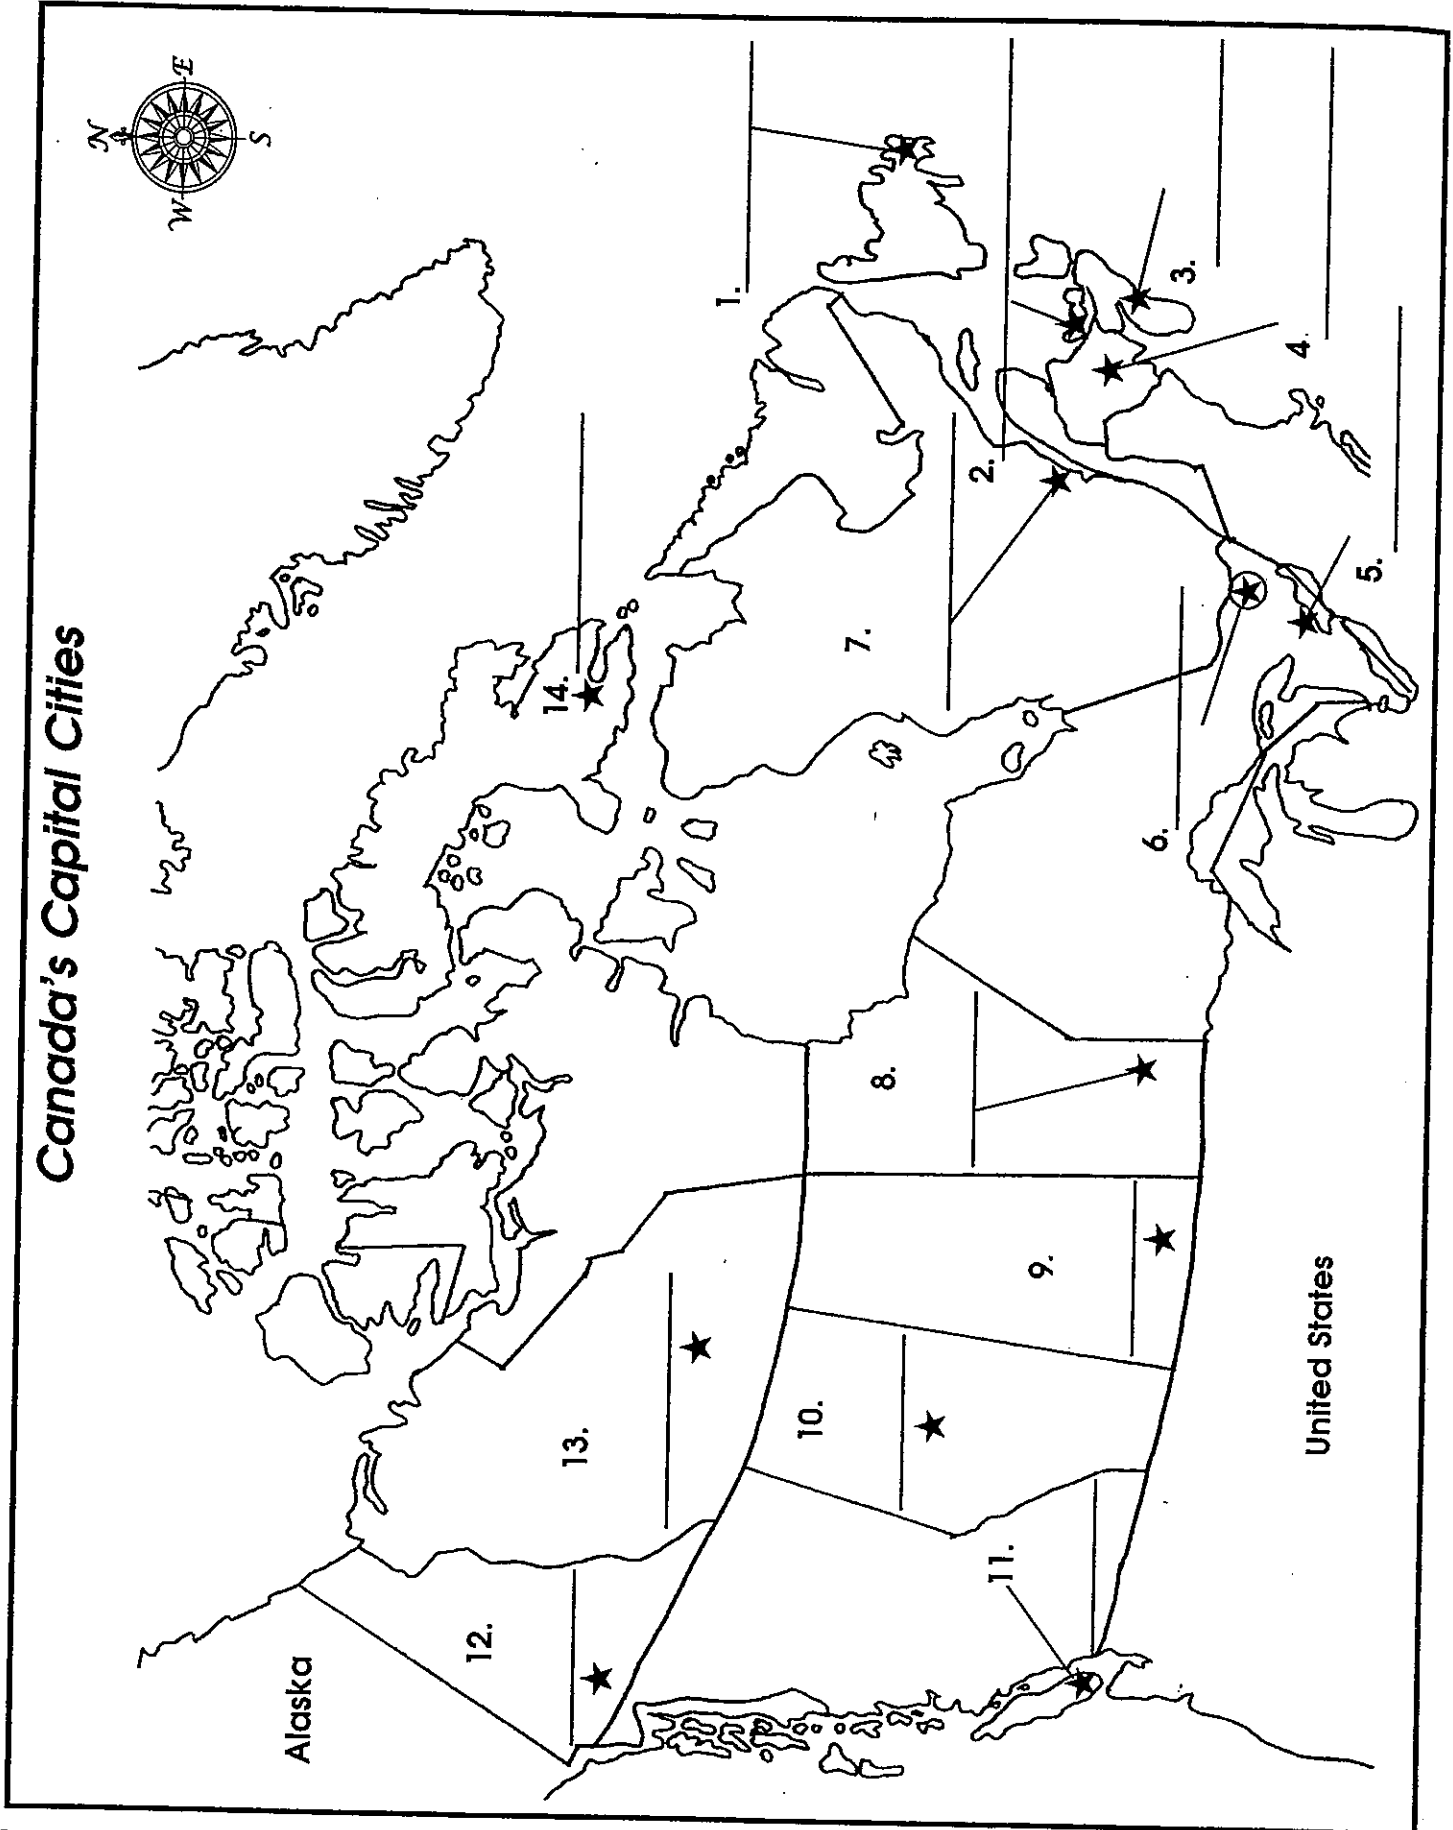 Canada's Capital Cities
N
W E
S
1.
2.
3.
4.
5.
6.
7.
8.
9.
10.
11.
12.
13.
14.
Alaska
United States